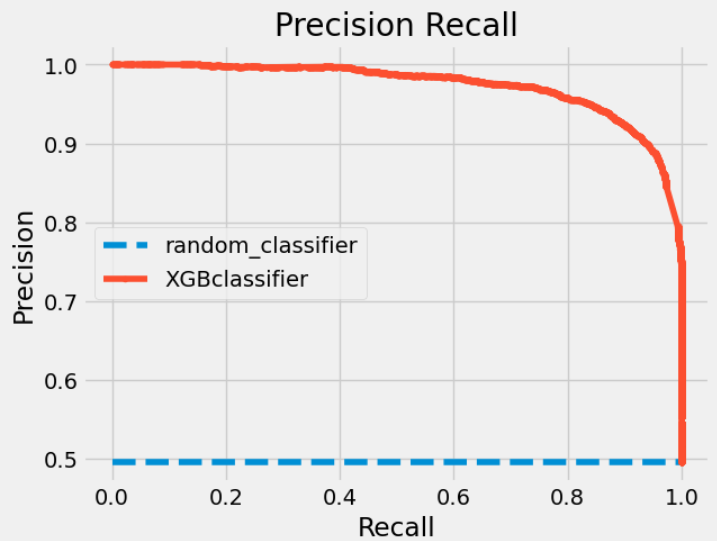 Precision Recall
1.0
0.9
0.8
0.7
0.6
0.5
Precision
random_classifier
XGBclassifier
0.0 0.2 0.4 0.6 0.8 1.0
Recall